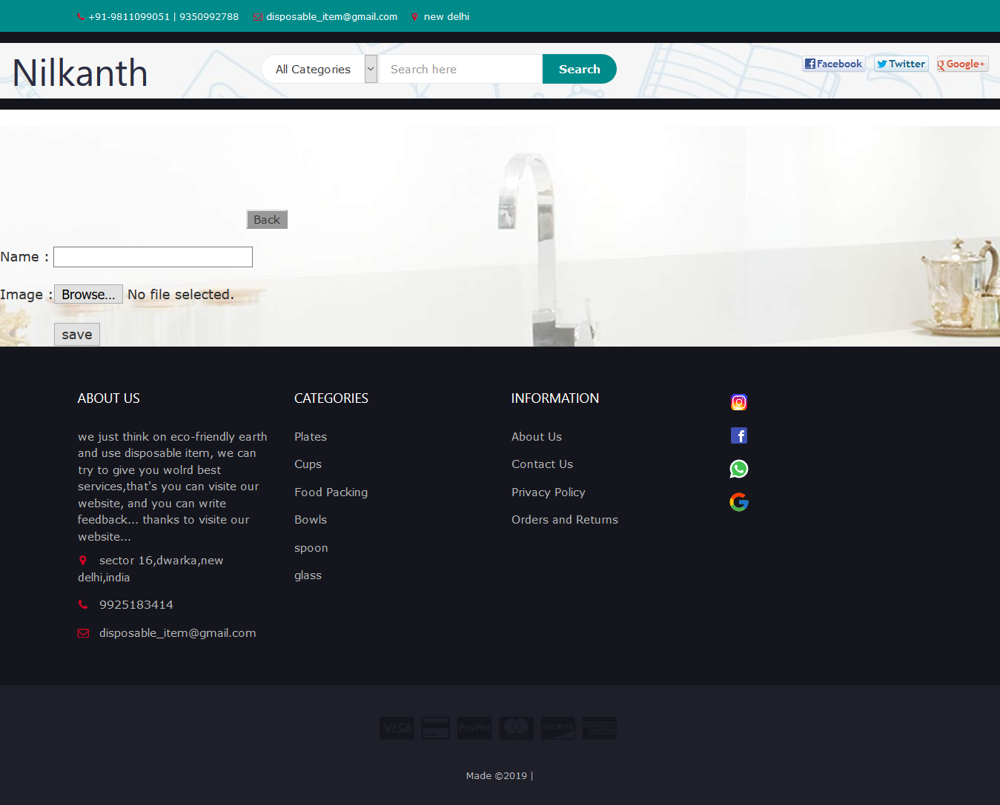 +91-9811099051 | 9350992788 disposable_item@gmail.com new delhi
Nilkanth
All Categories Search here Search
Facebook Twitter Google+
Back
Name :
Image : Browse... No file selected.
save
ABOUT US
we just think on eco-friendly earth
and use disposable item, we can
try to give you wolrd best
services,that's you can visite our
website, and you can write
feedback... thanks to visite our
website...
sector 16,dwarka,new
delhi,india
9925183414
disposable_item@gmail.com
CATEGORIES
Plates
Cups
Food Packing
Bowls
spoon
glass
INFORMATION
About Us
Contact Us
Privacy Policy
Orders and Returns
VISA PayPal DISCOVER
Made ©2019 |